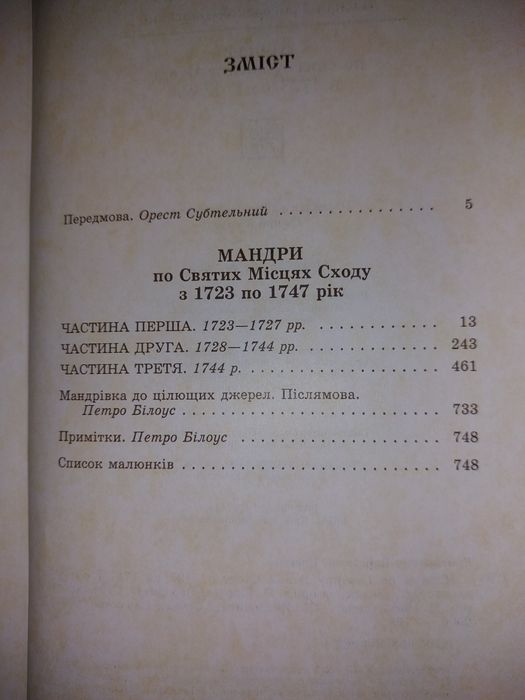 ЗМІСТ
Передмова. Орест Субтельний . . . . . . . . . . . . . . . . . 5
МАНДРИ
по Святих Місцях Сходу
з 1723 по 1747 рік
ЧАСТИНА ПЕРША. 1723—1727 рр. . . . . . . . . . . . . . . 13
ЧАСТИНА ДРУГА. 1728—1744 рр. . . . . . . . . . . . . . . 243
ЧАСТИНА ТРЕТЯ. 1744 р. . . . . . . . . . . . . . . . . . . . 461
Мандрівка до цілющих джерел. Післямова.
Петро Білоус . . . . . . . . . . . . . . . . . . . . . . . . . . 733
Примітки. Петро Білоус . . . . . . . . . . . . . . . . . . . . 748
Список малюнків . . . . . . . . . . . . . . . . . . . . . . . . . 748